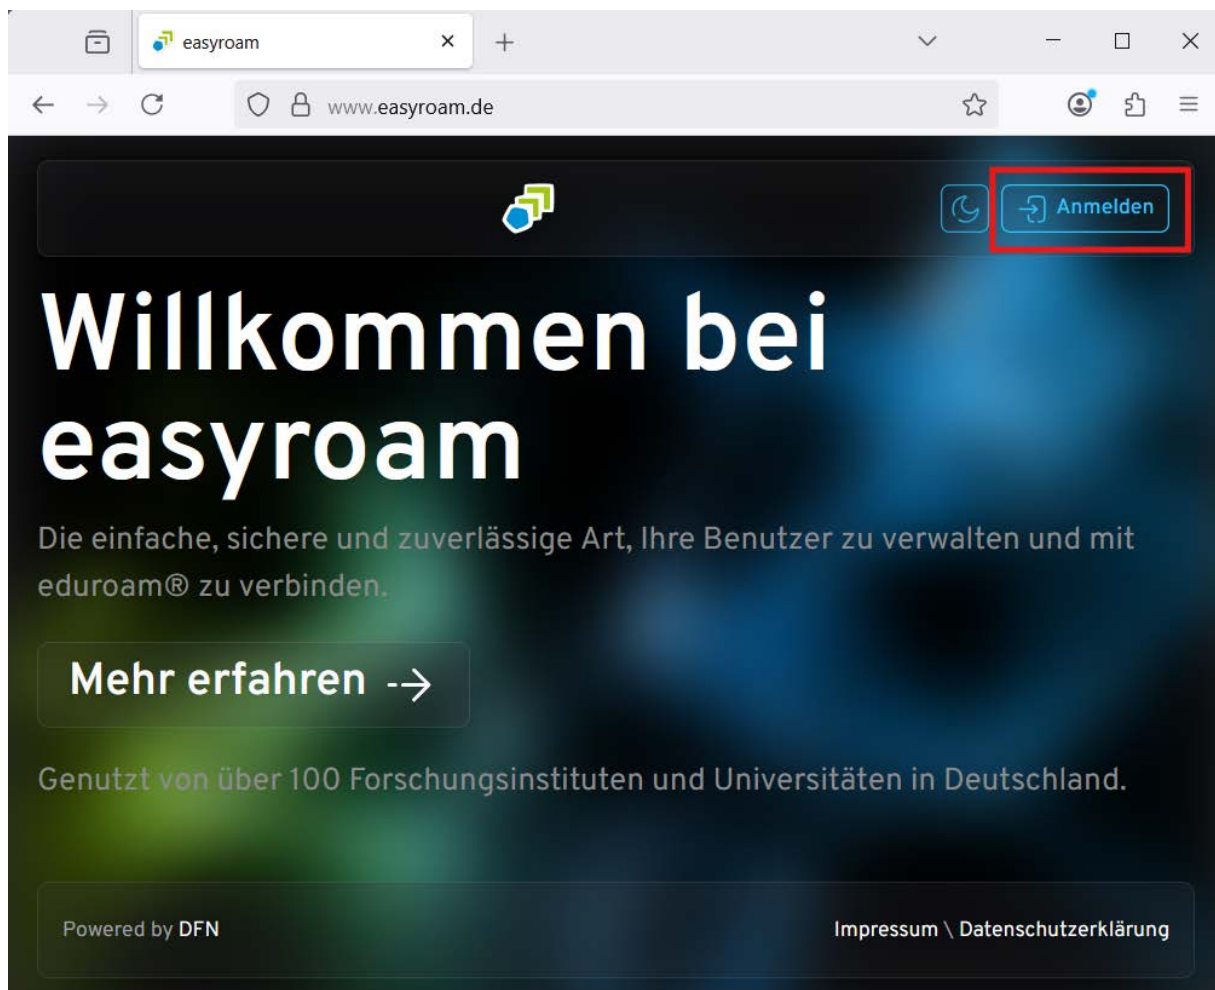 easyroam
www.easyroam.de
Anmelden
Willkommen bei
easyroam
Die einfache, sichere und zuverlässige Art, Ihre Benutzer zu verwalten und mit
eduroam® zu verbinden.
Mehr erfahren -->
Genutzt von über 100 Forschungsinstituten und Universitäten in Deutschland.
Powered by DFN
Impressum \ Datenschutzerklärung